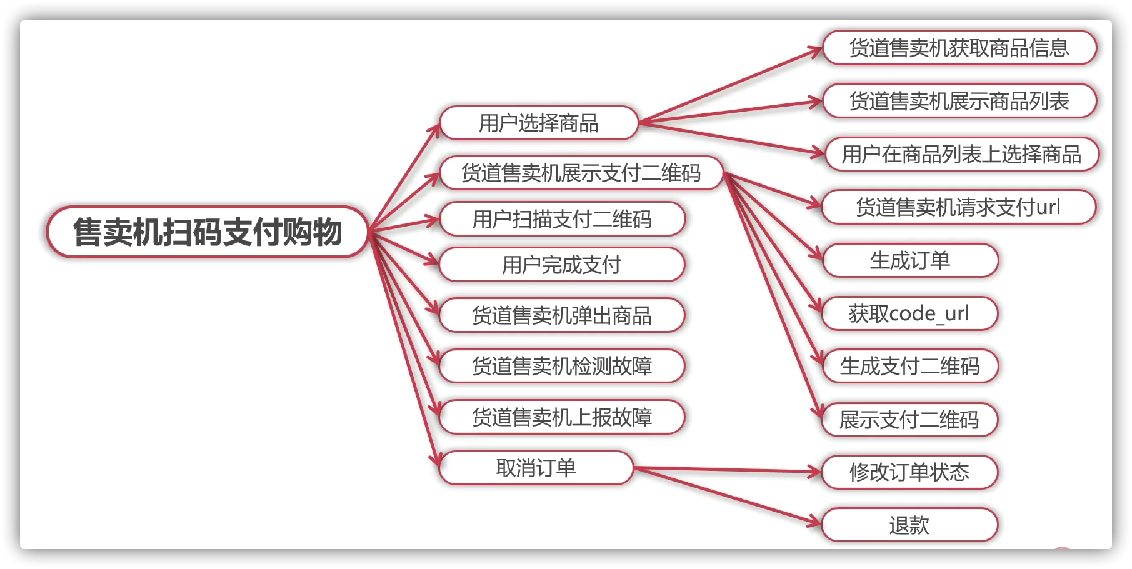 售卖机扫码支付购物
用户选择商品
货道售卖机获取商品信息
货道售卖机展示商品列表
用户在商品列表上选择商品
货道售卖机展示支付二维码
货道售卖机请求支付url
生成订单
获取code_url
生成支付二维码
展示支付二维码
用户扫描支付二维码
用户完成支付
货道售卖机弹出商品
货道售卖机检测故障
货道售卖机上报故障
取消订单
修改订单状态
退款